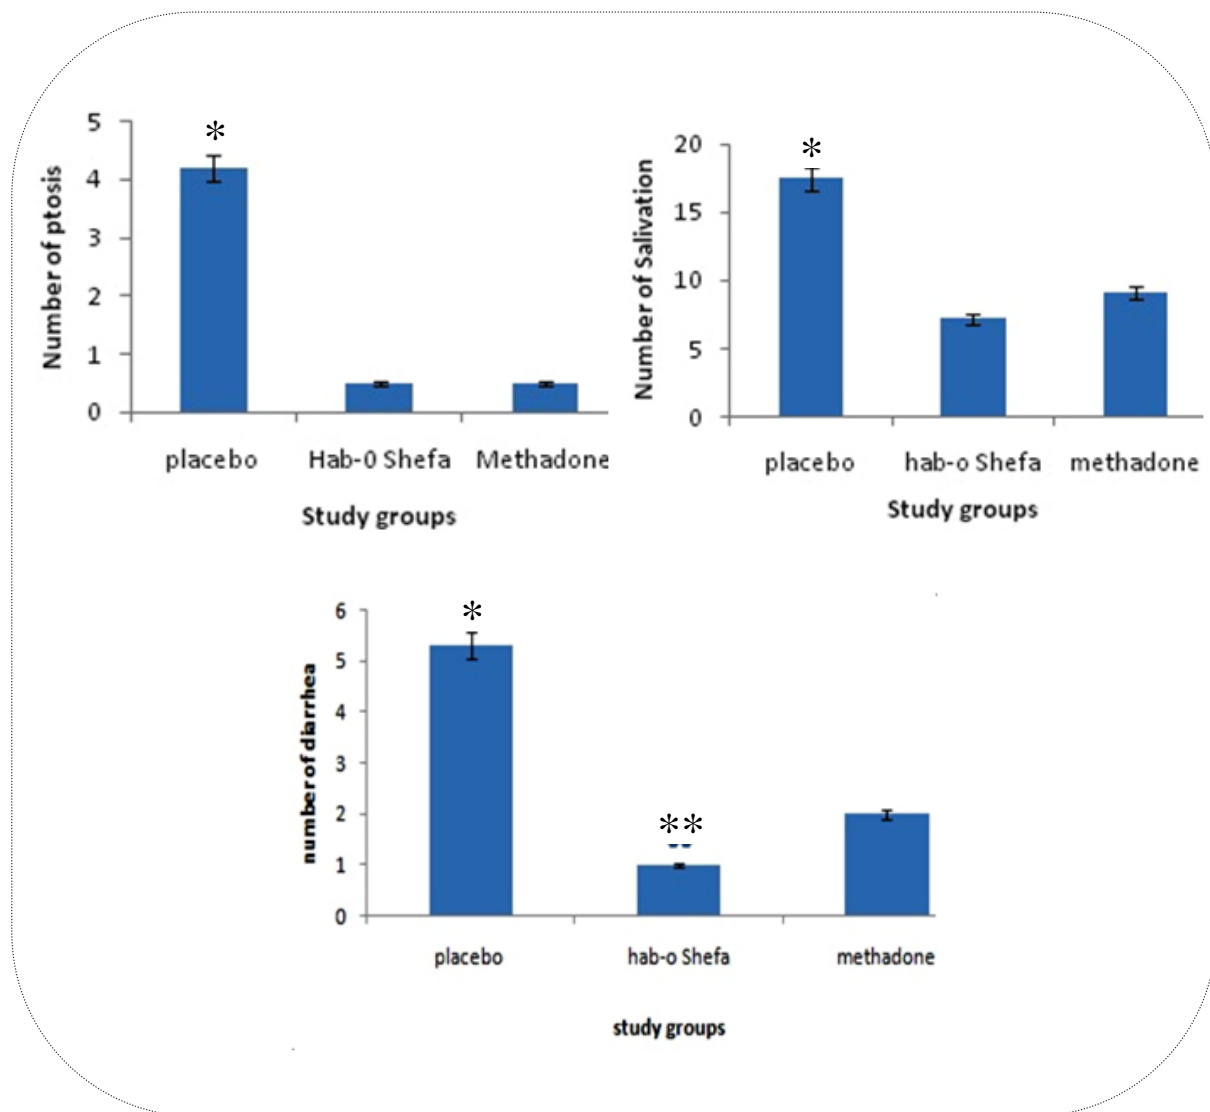 Number of ptosis
5
4
3
2
1
0
*
placebo Hab-0 Shefa Methadone
Study groups
Number of Salivation
20
15
10
5
0
*
placebo hab-o Shefa methadone
Study groups
number of diarrhea
6
5
4
3
2
1
0
*
**
placebo hab-o Shefa methadone
study groups